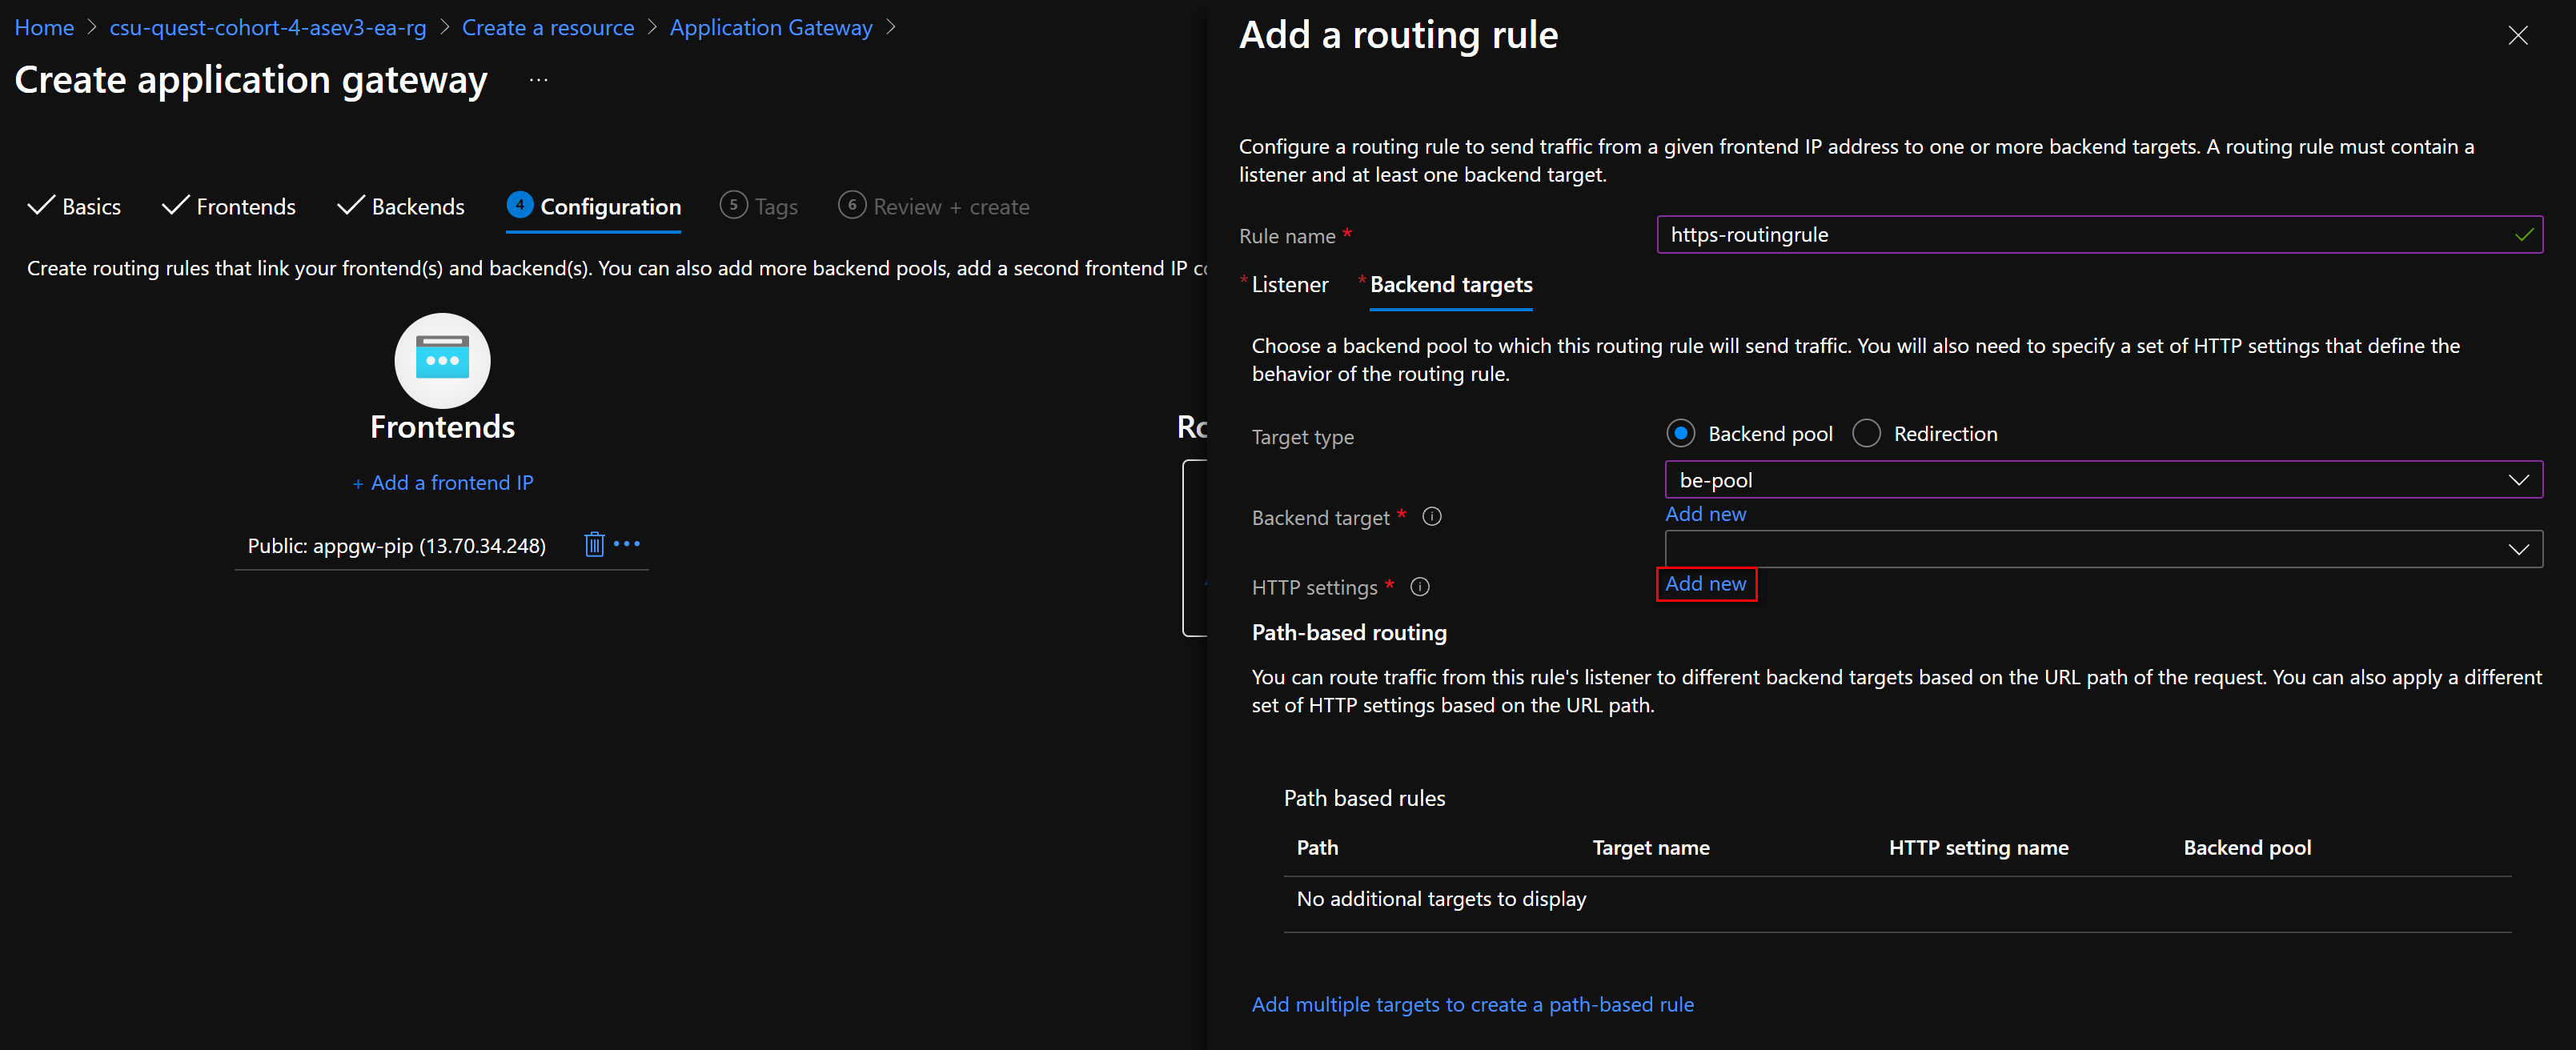 Home > csu-quest-cohort-4-asev3-ea-rg > Create a resource > Application Gateway >
Create application gateway ...
Basics Frontends Backends 4 Configuration 5 Tags 6 Review + create
Create routing rules that link your frontend(s) and backend(s). You can also add more backend pools, add a second frontend IP co
Frontends
+ Add a frontend IP
Public: appgw-pip (13.70.34.248)
Ro
Add a routing rule
Configure a routing rule to send traffic from a given frontend IP address to one or more backend targets. A routing rule must contain a
listener and at least one backend target.
Rule name *
https-routingrule
* Listener * Backend targets
Choose a backend pool to which this routing rule will send traffic. You will also need to specify a set of HTTP settings that define the
behavior of the routing rule.
Target type
Backend pool Redirection
be-pool
Backend target *
Add new
HTTP settings *
Add new
Path-based routing
You can route traffic from this rule's listener to different backend targets based on the URL path of the request. You can also apply a different
set of HTTP settings based on the URL path.
Path based rules
Path Target name HTTP setting name Backend pool
No additional targets to display
Add multiple targets to create a path-based rule